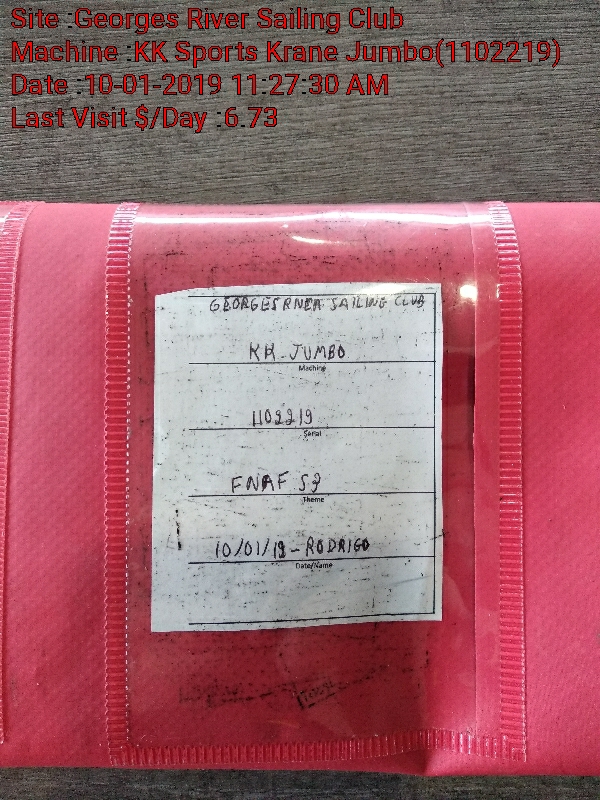 Site :Georges River Sailing Club
Machine :KK Sports Krane Jumbo(1102219)
Date :10-01-2019 11:27:30 AM
Last Visit $/Day :6.73
GEORGES RIVER SAILING CLUB
KK JUMBO
Machine
1102219
Serial
FNAF S3
Theme
10/01/19 - RODRIGO
Date/Name